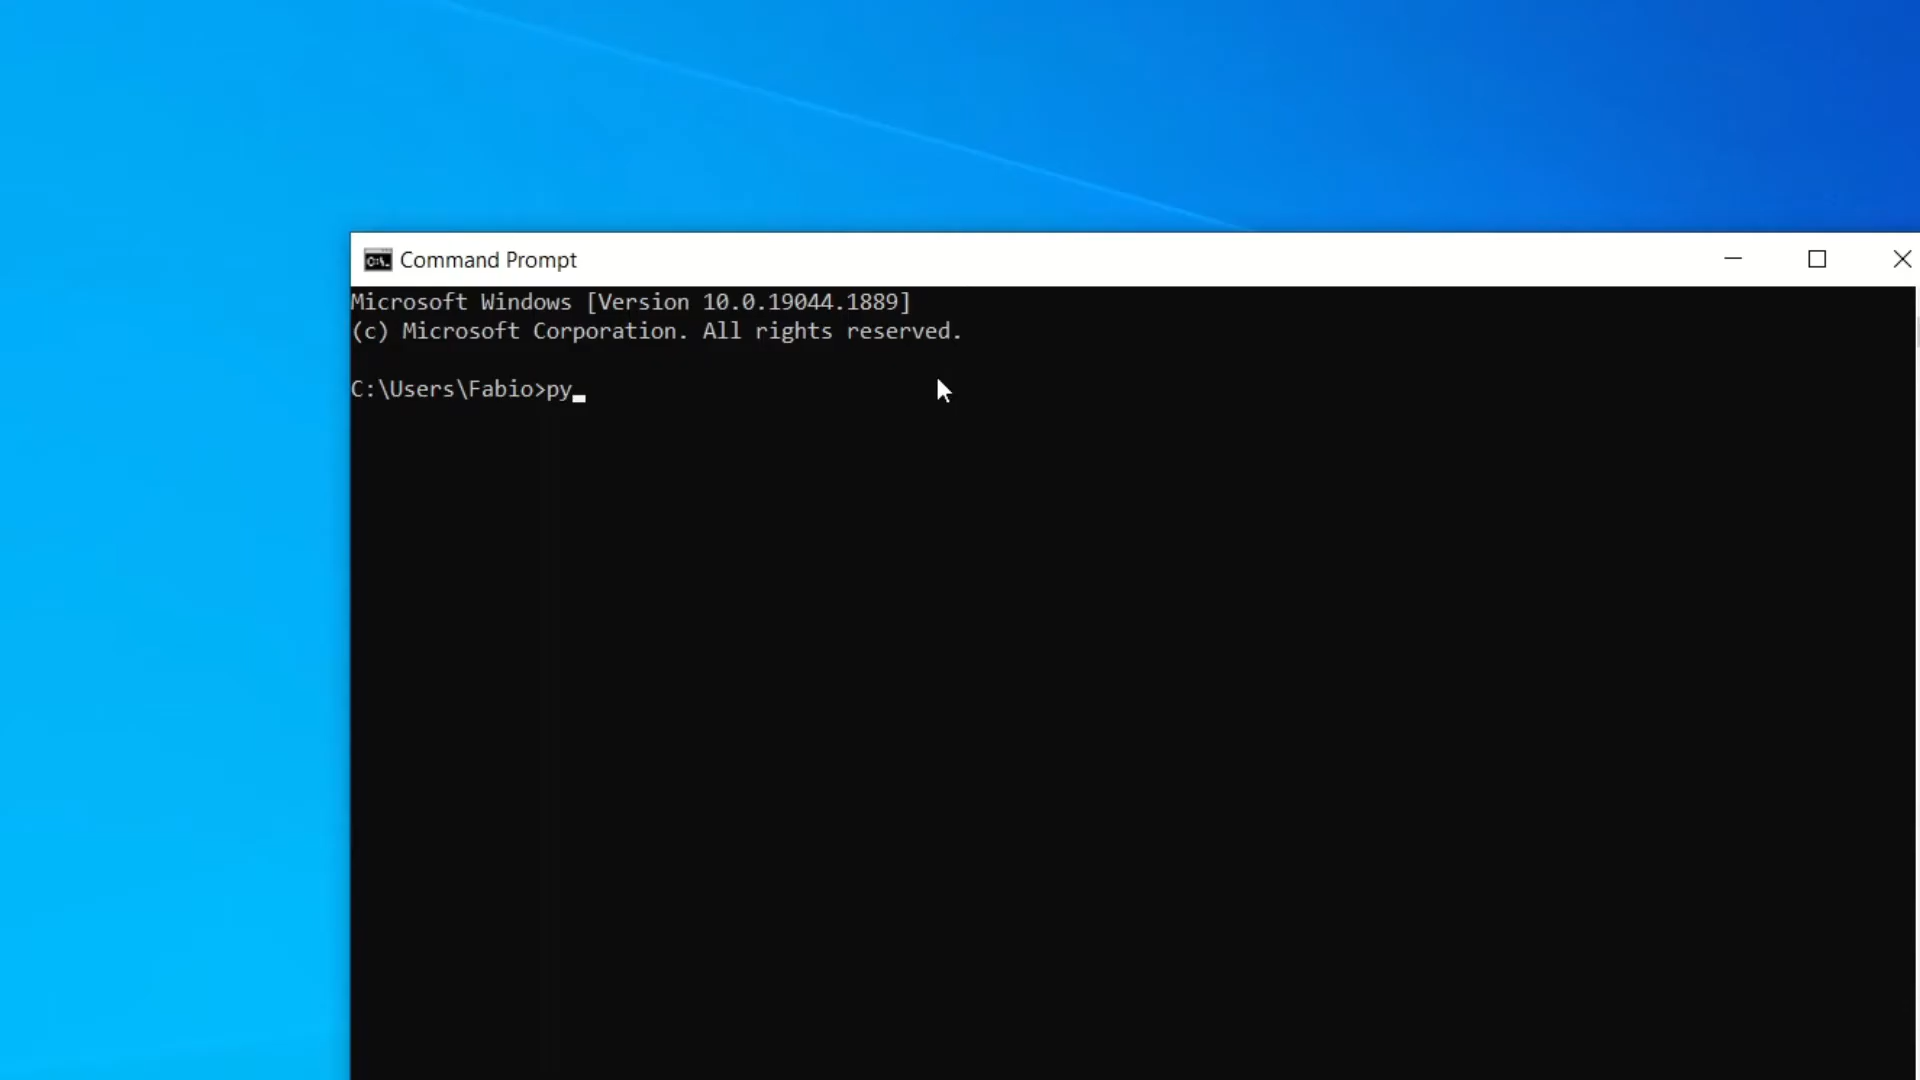 Command Prompt
Microsoft Windows [Version 10.0.19044.1889]
(c) Microsoft Corporation. All rights reserved.
C:\Users\Fabio>py